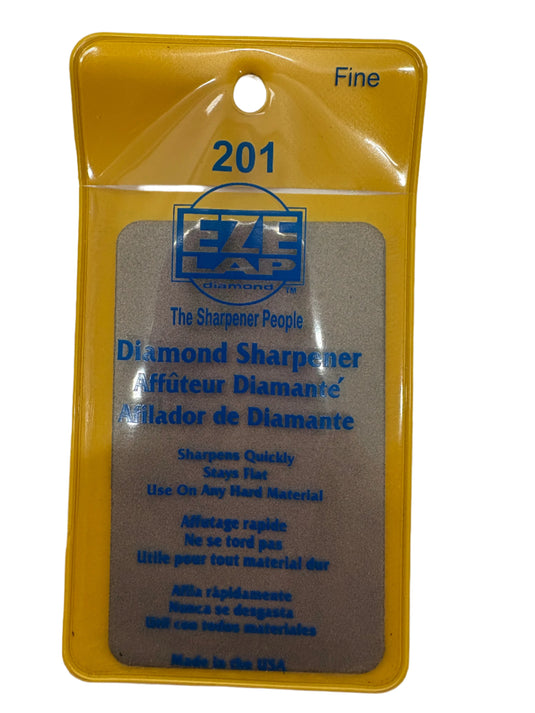 Fine
201
EZE
LAP
diamond TM
The Sharpener People
Diamond Sharpener
Affûteur Diamanté
Afilador de Diamante
Sharpens Quickly
Stays Flat
Use On Any Hard Material
Affutage rapide
Ne se tord pas
Utile pour tout material dur
Afila ràpidamente
Nunca se desgasta
Util con todos materiales
Made in the USA